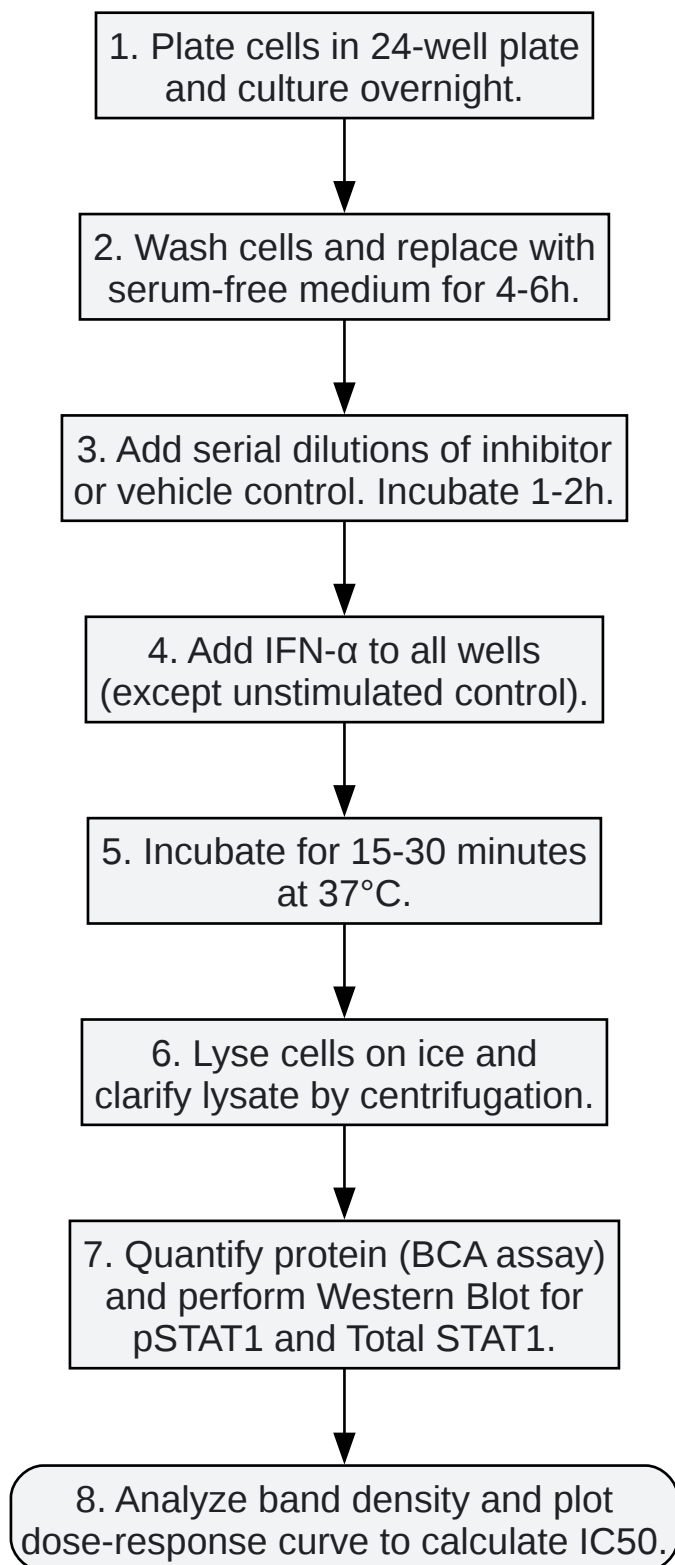 1. Plate cells in 24-well plate
and culture overnight.
2. Wash cells and replace with
serum-free medium for 4-6h.
3. Add serial dilutions of inhibitor
or vehicle control. Incubate 1-2h.
4. Add IFN-α to all wells
(except unstimulated control).
5. Incubate for 15-30 minutes
at 37°C.
6. Lyse cells on ice and
clarify lysate by centrifugation.
7. Quantify protein (BCA assay)
and perform Western Blot for
pSTAT1 and Total STAT1.
8. Analyze band density and plot
dose-response curve to calculate IC50.